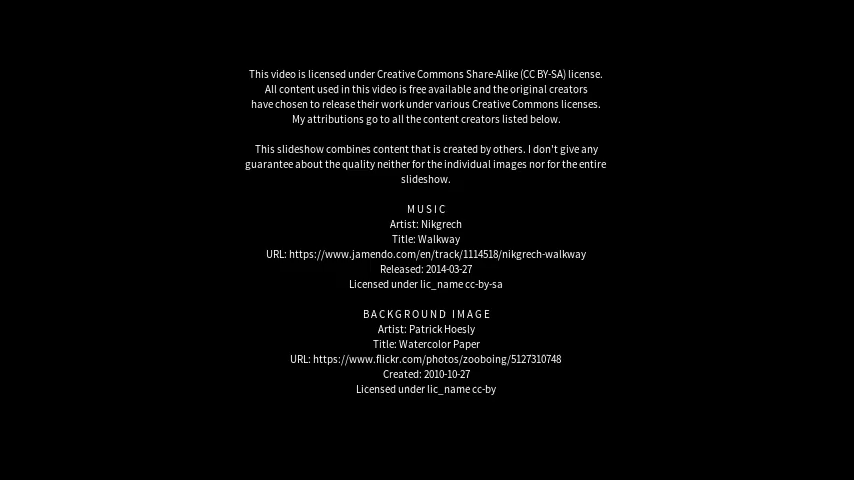 This video is licensed under Creative Commons Share-Alike (CC BY-SA) license.
All content used in this video is free available and the original creators
have chosen to release their work under various Creative Commons licenses.
My attributions go to all the content creators listed below.
This slideshow combines content that is created by others. I don't give any
guarantee about the quality neither for the individual images nor for the entire
slideshow.
MUSIC
Artist: Nikgrech
Title: Walkway
URL: https://www.jamendo.com/en/track/1114518/nikgrech-walkway
Released: 2014-03-27
Licensed under lic_name cc-by-sa
BACKGROUND IMAGE
Artist: Patrick Hoesly
Title: Watercolor Paper
URL: https://www.flickr.com/photos/zooboing/5127310748
Created: 2010-10-27
Licensed under lic_name cc-by